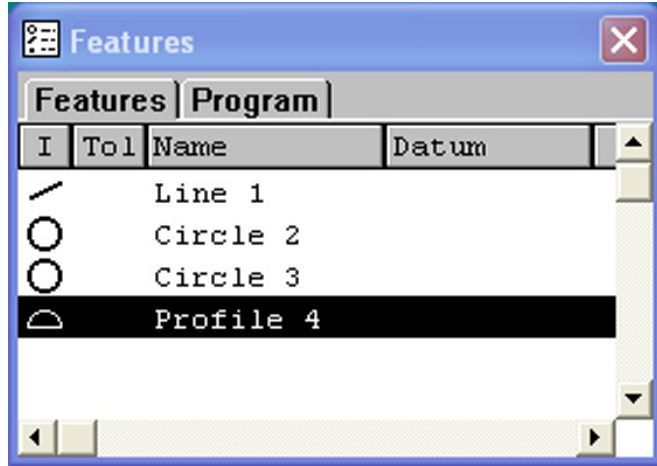 Features
Features Program
I Tol Name Datum
Line 1
Circle 2
Circle 3
Profile 4